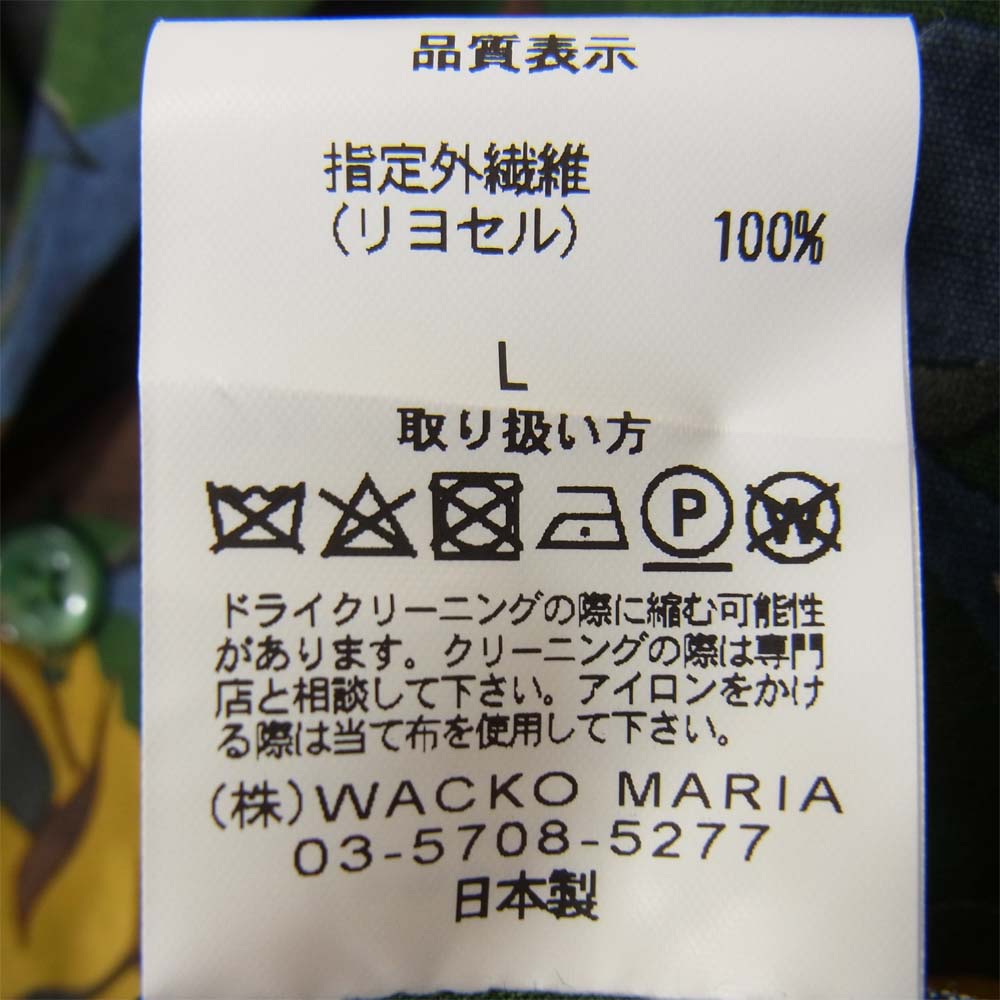 品質表示
指定外繊維
(リヨセル) 100%
L
取り扱い方
P W
ドライクリーニングの際に縮む可能性
があります。クリーニングの際は専門
店と相談して下さい。アイロンをかけ
る際は当て布を使用して下さい。
(株)WACKO MARIA
03-5708-5277
日本製